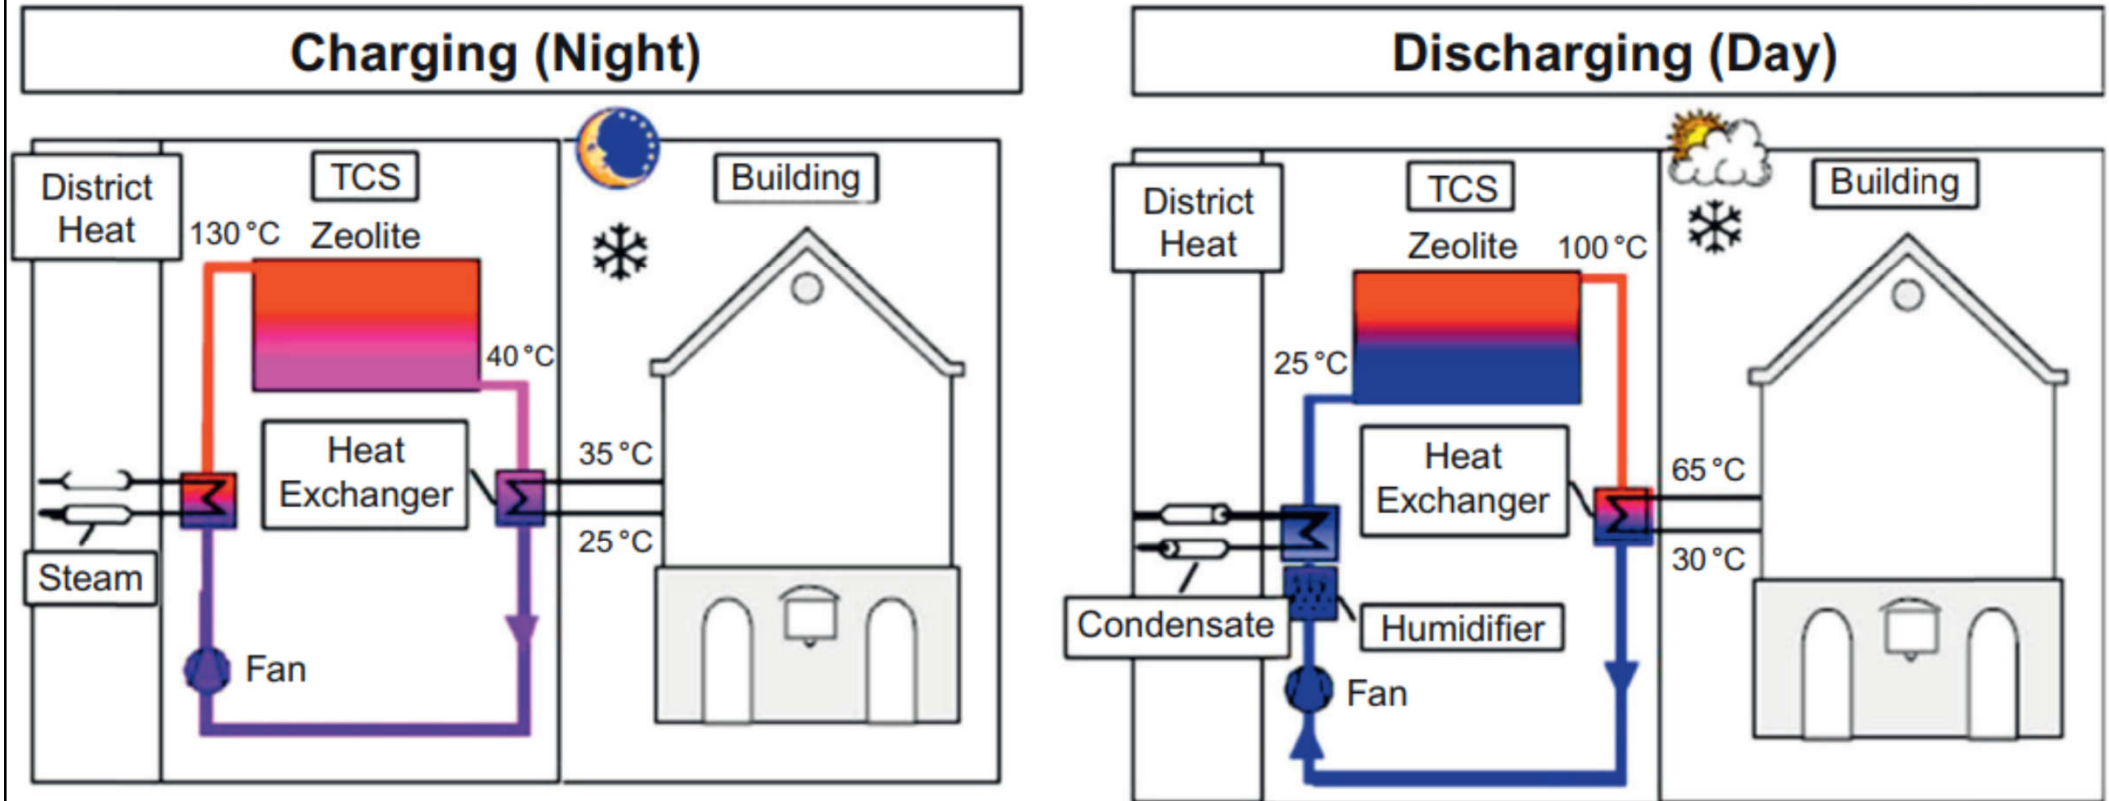 Charging (Night)
District
Heat
TCS
Zeolite
130 °C
40 °C
Building
Heat
Exchanger
35 °C
25 °C
Steam
Fan
Discharging (Day)
District
Heat
TCS
Zeolite
100 °C
25 °C
Building
Heat
Exchanger
65 °C
30 °C
Condensate
Humidifier
Fan